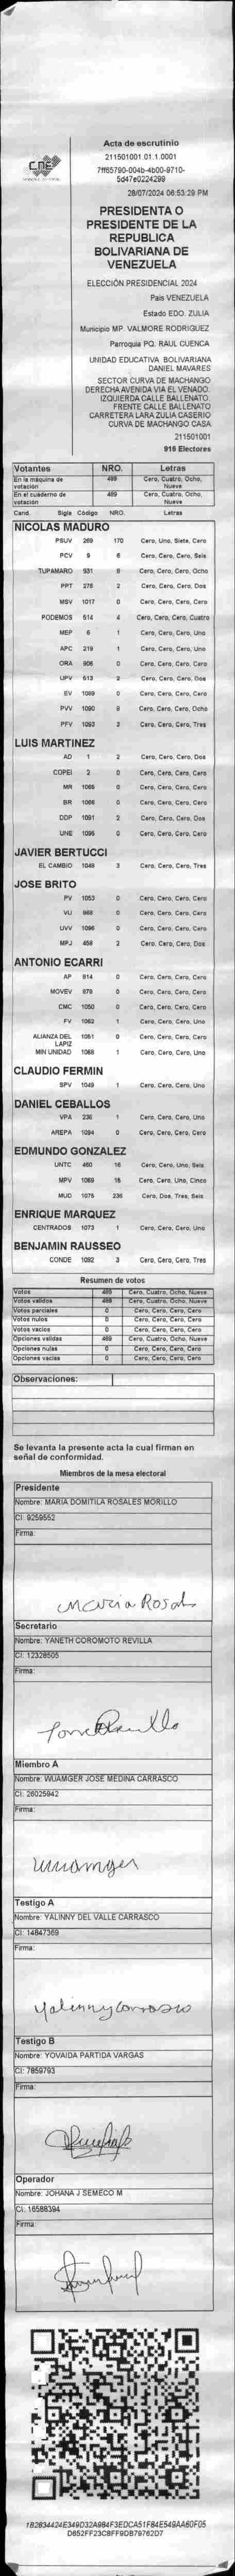 Acta de escrutinio
211501001.01.1.0001
7ff65790-004b-4b00-9710-
5d47e0224299
28/07/2024 06:53:29 PM
CNE
PRESIDENTA O
PRESIDENTE DE LA
REPUBLICA
BOLIVARIANA DE
VENEZUELA
ELECCIÓN PRESIDENCIAL 2024
Pais VENEZUELA
Estado EDO. ZULIA
Municipio MP. VALMORE RODRIGUEZ
Parroquia PQ. RAUL CUENCA
UNIDAD EDUCATIVA BOLIVARIANA
DANIEL MAVARES
SECTOR CURVA DE MACHANGO
DERECHA AVENIDA VIA EL VENADO.
IZQUIERDA CALLE BALLENATO.
FRENTE CALLE BALLENATO
CARRETERA LARA ZULIA CASERIO
CURVA DE MACHANGO CASA
211501001
916 Electores
Votantes NRO. Letras
En la máquina de votación 489 Cero, Cuatro, Ocho, Nueve
En el cuaderno de votación 489 Cero, Cuatro, Ocho, Nueve
Cand. Sigla Código NRO. Letras
NICOLAS MADURO
PSUV 269 170 Cero, Uno, Siete, Cero
PCV 9 6 Cero, Cero, Cero, Seis
TUPAMARO 931 8 Cero, Cero, Cero, Ocho
PPT 276 2 Cero, Cero, Cero, Dos
MSV 1017 0 Cero, Cero, Cero, Cero
PODEMOS 514 4 Cero, Cero, Cero, Cuatro
MEP 6 1 Cero, Cero, Cero, Uno
APC 219 1 Cero, Cero, Cero, Uno
ORA 906 0 Cero, Cero, Cero, Cero
UPV 613 2 Cero, Cero, Cero, Dos
EV 1089 0 Cero, Cero, Cero, Cero
PVV 1090 8 Cero, Cero, Cero, Ocho
PFV 1093 3 Cero, Cero, Cero, Tres
LUIS MARTINEZ
AD 1 2 Cero, Cero, Cero, Dos
COPEI 2 0 Cero, Cero, Cero, Cero
MR 1065 0 Cero, Cero, Cero, Cero
BR 1066 0 Cero, Cero, Cero, Cero
DDP 1091 2 Cero, Cero, Cero, Dos
UNE 1095 0 Cero, Cero, Cero, Cero
JAVIER BERTUCCI
EL CAMBIO 1048 3 Cero, Cero, Cero, Tres
JOSE BRITO
PV 1053 0 Cero, Cero, Cero, Cero
VU 968 0 Cero, Cero, Cero, Cero
UVV 1096 0 Cero, Cero, Cero, Cero
MPJ 458 2 Cero, Cero, Cero, Dos
ANTONIO ECARRI
AP 814 0 Cero, Cero, Cero, Cero
MOVEV 979 0 Cero, Cero, Cero, Cero
CMC 1050 0 Cero, Cero, Cero, Cero
FV 1062 1 Cero, Cero, Cero, Uno
ALIANZA DEL LAPIZ 1051 0 Cero, Cero, Cero, Cero
MIN UNIDAD 1068 1 Cero, Cero, Cero, Uno
CLAUDIO FERMIN
SPV 1049 1 Cero, Cero, Cero, Uno
DANIEL CEBALLOS
VPA 236 1 Cero, Cero, Cero, Uno
AREPA 1094 0 Cero, Cero, Cero, Cero
EDMUNDO GONZALEZ
UNTC 460 16 Cero, Cero, Uno, Seis
MPV 1069 15 Cero, Cero, Uno, Cinco
MUD 1075 236 Cero, Dos, Tres, Seis
ENRIQUE MARQUEZ
CENTRADOS 1073 1 Cero, Cero, Cero, Uno
BENJAMIN RAUSSEO
CONDE 1092 3 Cero, Cero, Cero, Tres
Resumen de votos
Votos 489 Cero, Cuatro, Ocho, Nueve
Votos validos 488 Cero, Cuatro, Ocho, Nueve
Votos parciales 0 Cero, Cero, Cero, Cero
Votos nulos 0 Cero, Cero, Cero, Cero
Votos vacios 0 Cero, Cero, Cero, Cero
Opciones validas 489 Cero, Cuatro, Ocho, Nueve
Opciones nulas 0 Cero, Cero, Cero, Cero
Opciones vacias 0 Cero, Cero, Cero, Cero
Observaciones:
Se levanta la presente acta la cual firman en
señal de conformidad.
Miembros de la mesa electoral
Presidente
Nombre: MARIA DOMITILA ROSALES MORILLO
CI: 9259552
Firma:
Maria Rosal
Secretario
Nombre: YANETH COROMOTO REVILLA
CI: 12328505
Firma:
Miembro A
Nombre: WUAMGER JOSE MEDINA CARRASCO
CI: 26025942
Firma:
wuamger
Testigo A
Nombre: YALINNY DEL VALLE CARRASCO
CI: 14847369
Firma:
Yalinny Carrasco
Testigo B
Nombre: YOVAIDA PARTIDA VARGAS
CI: 7859793
Firma:
Operador
Nombre: JOHANA J SEMECO M
CI: 16588394
Firma:
1B2834424E349D32A984F3EDCA51F84E549AA60F05
D652FF23C8FF9DB79762D7